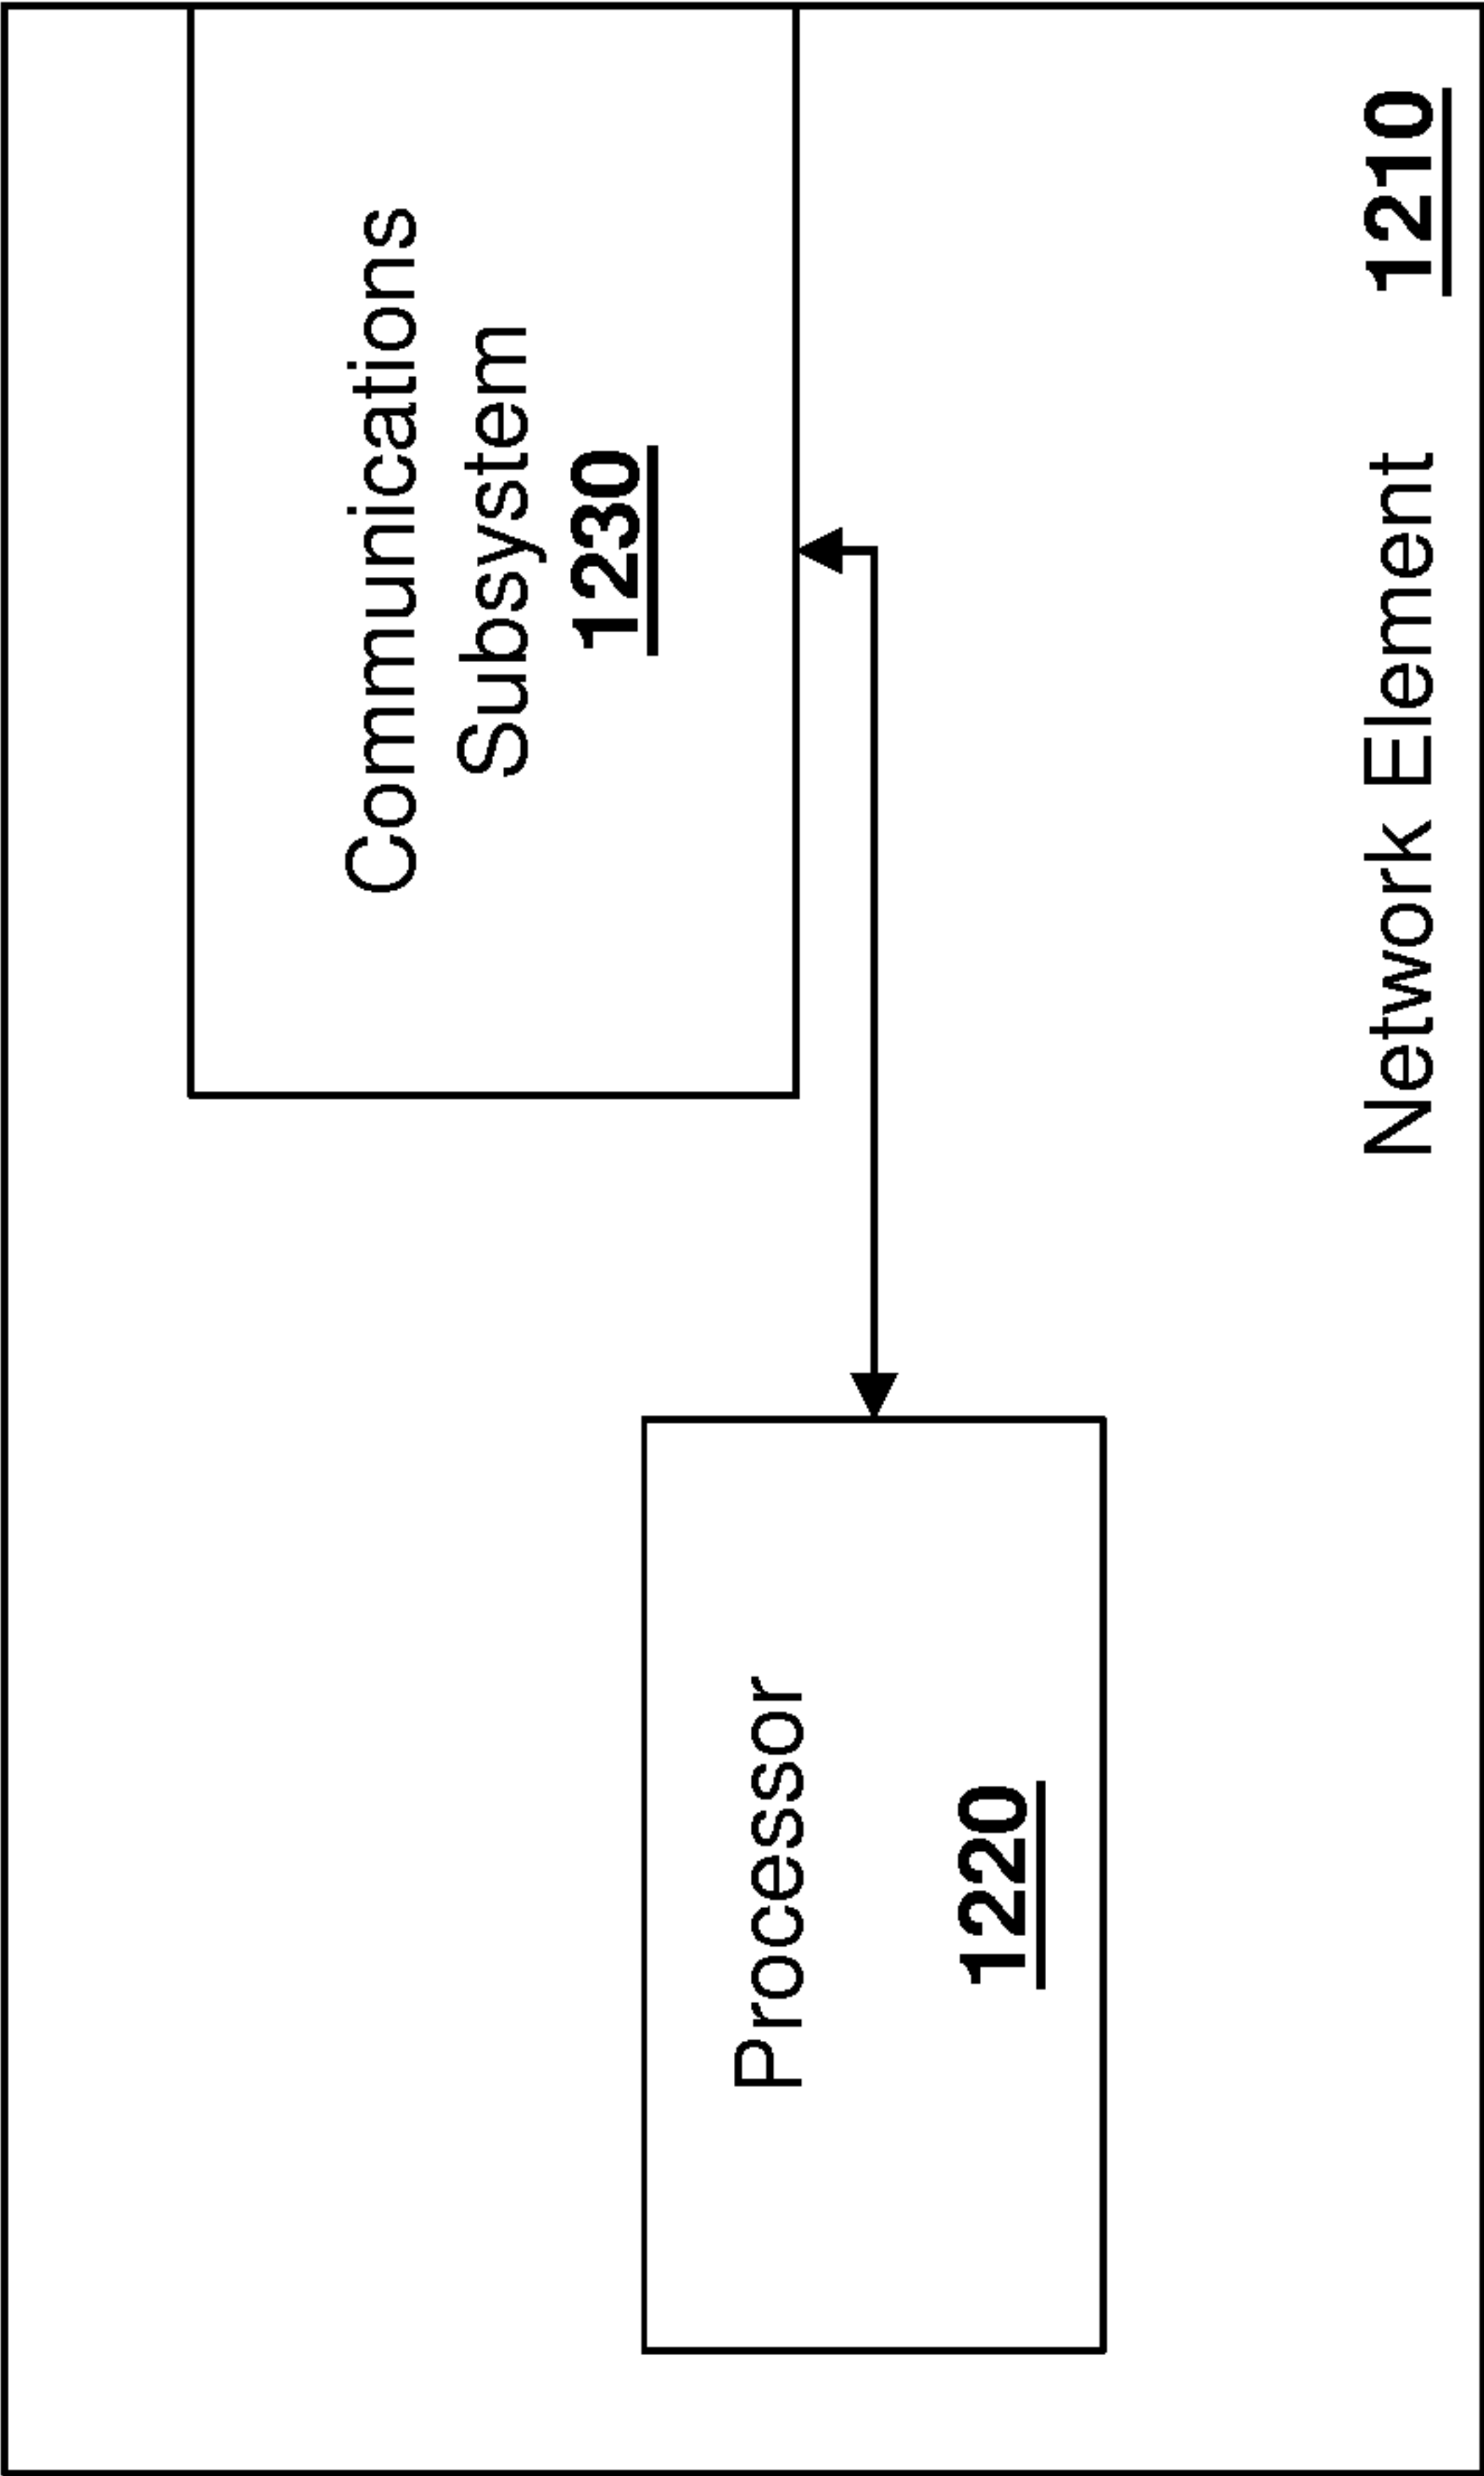 Communications
Subsystem
1230
Processor
1220
Network Element 1210